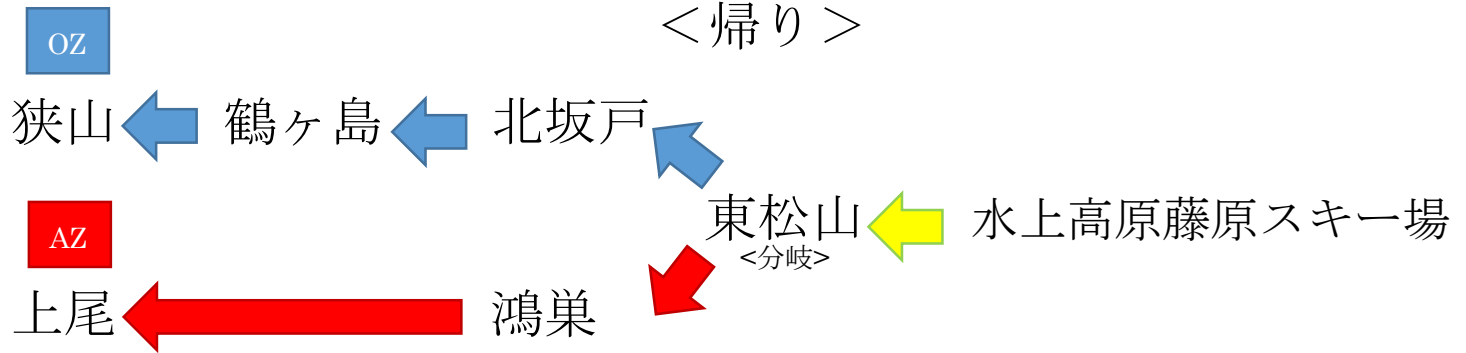 ＜帰り＞
OZ
狭山 鶴ヶ島 北坂戸
東松山 水上高原藤原スキー場
<分岐>
AZ
上尾 鴻巣